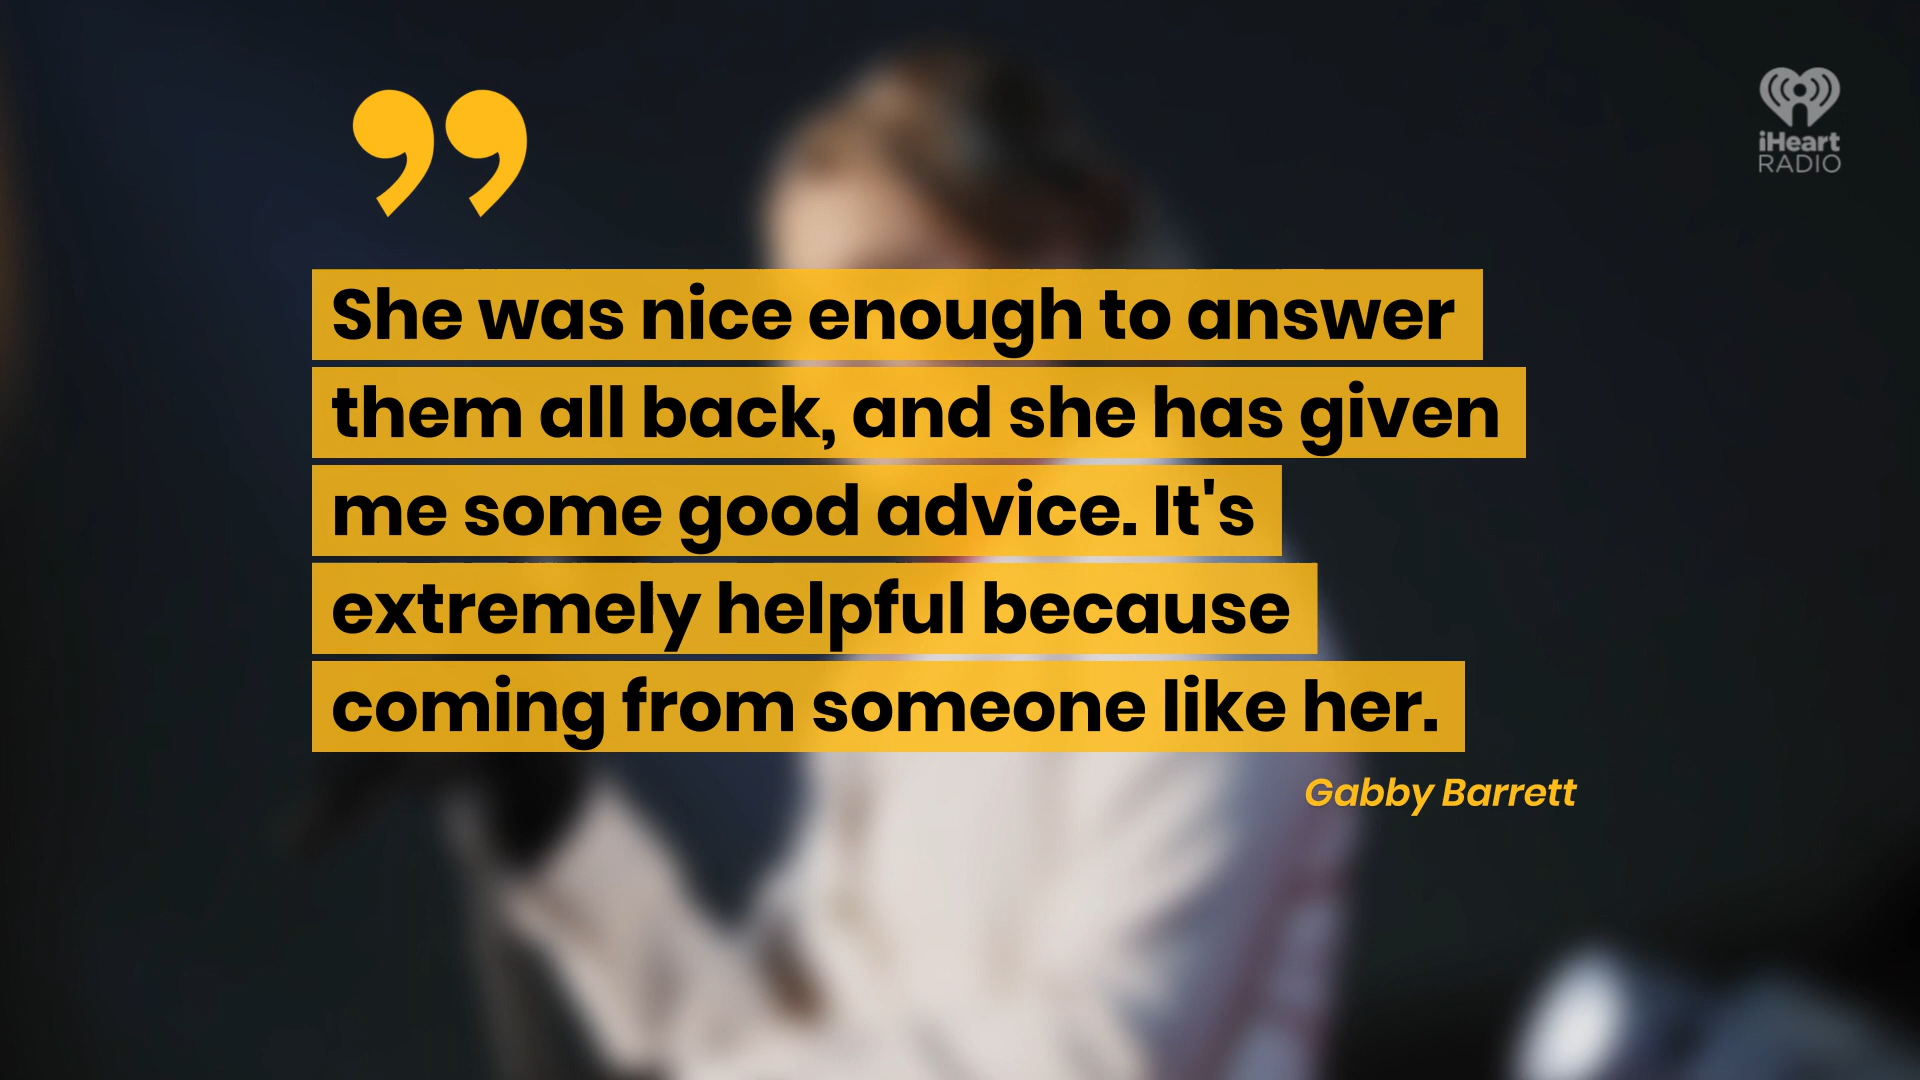 iHeart
RADIO
She was nice enough to answer
them all back, and she has given
me some good advice. It's
extremely helpful because
coming from someone like her.
Gabby Barrett